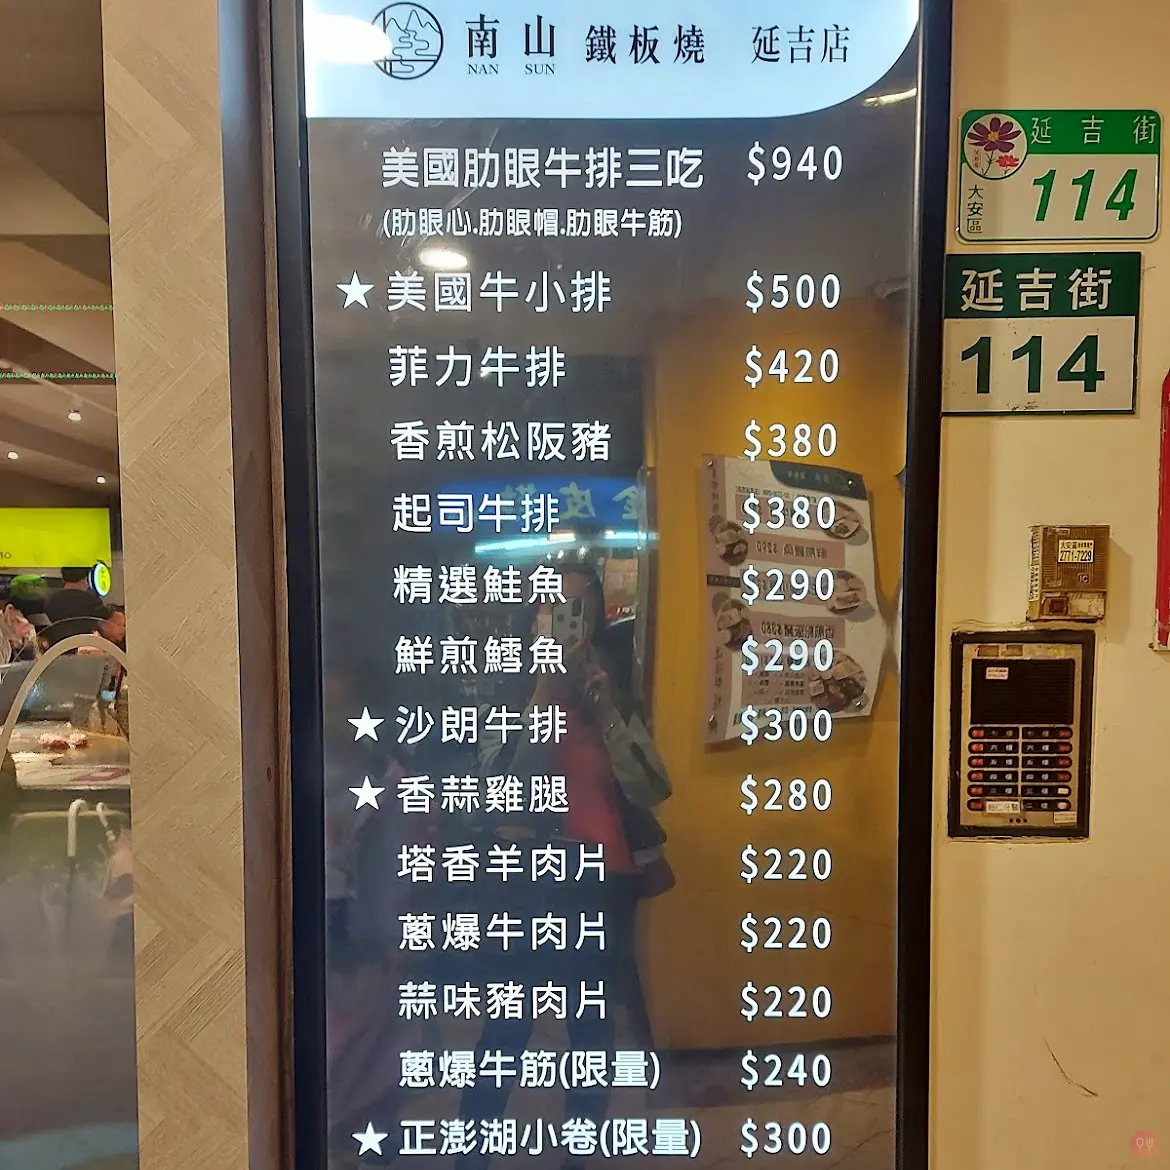 南山 鐵板燒 延吉店
NAN SUN
美國肋眼牛排三吃 $940
(肋眼心.肋眼帽.肋眼牛筋)
★美國牛小排 $500
菲力牛排 $420
香煎松阪豬 $380
起司牛排 $380
精選鮭魚 $290
鮮煎鱈魚 $290
★沙朗牛排 $300
★香蒜雞腿 $280
塔香羊肉片 $220
蔥爆牛肉片 $220
蒜味豬肉片 $220
蔥爆牛筋(限量) $240
★正澎湖小卷(限量) $300
延吉街
大安區
114
延吉街
114
2771-7229